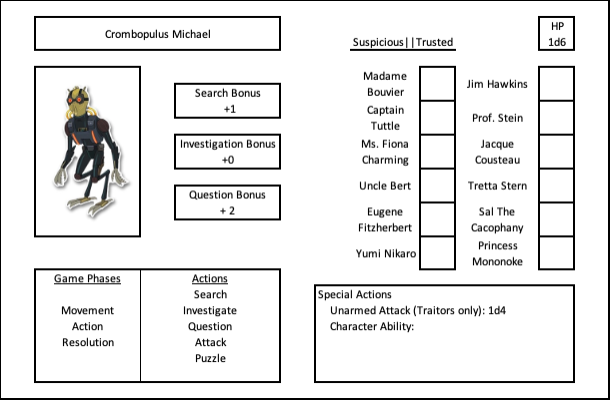 Crombopulus Michael
Search Bonus
+1
Investigation Bonus
+0
Question Bonus
+ 2
Game Phases
Movement
Action
Resolution
Actions
Search
Investigate
Question
Attack
Puzzle
Suspicious||Trusted
HP
1d6
Madame
Bouvier
Jim Hawkins
Captain
Tuttle
Prof. Stein
Ms. Fiona
Charming
Jacque
Cousteau
Uncle Bert
Tretta Stern
Eugene
Fitzherbert
Sal The
Cacophany
Yumi Nikaro
Princess
Mononoke
Special Actions
Unarmed Attack (Traitors only): 1d4
Character Ability: